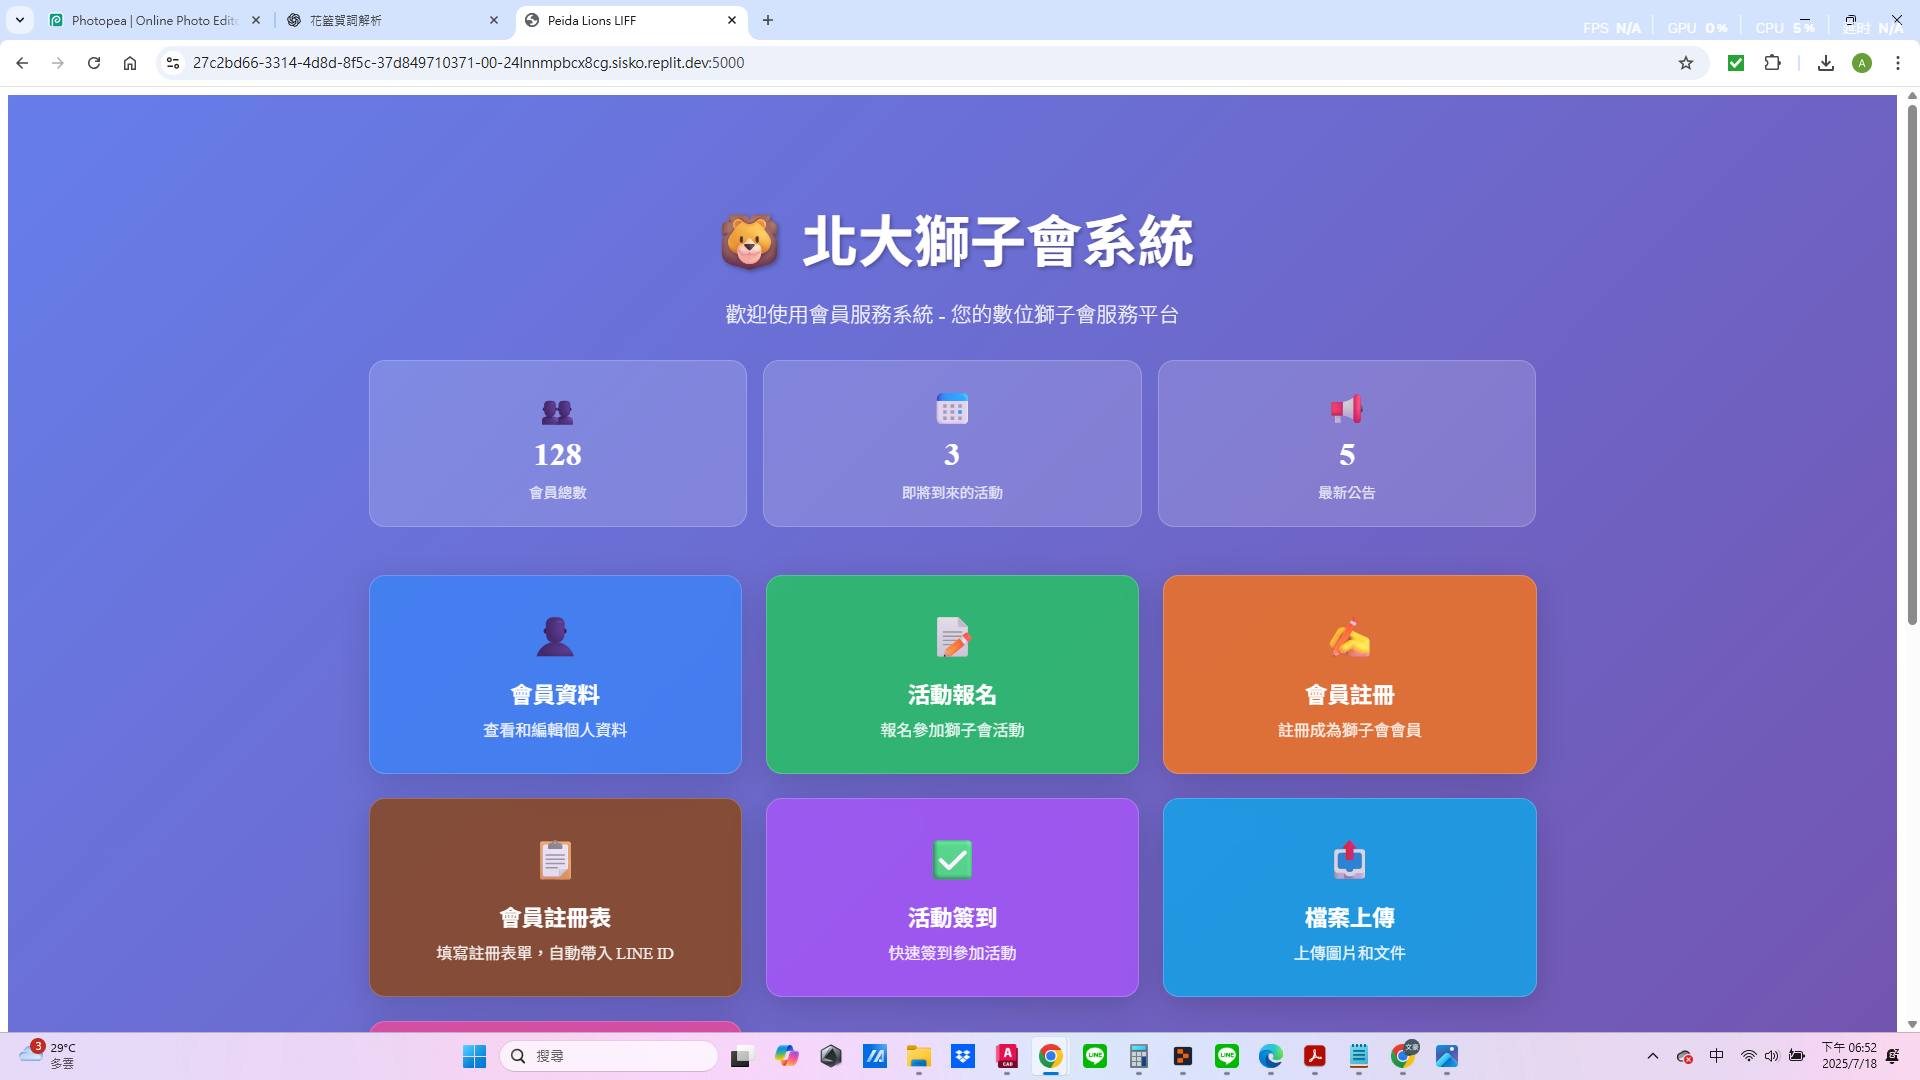 Photopea | Online Photo Edito
花籃賀詞解析
Peida Lions LIFF
FPS N/A GPU 0% CPU 5% 延时 N/A
27c2bd66-3314-4d8d-8f5c-37d849710371-00-24lnnmpbcx8cg.sisko.replit.dev:5000
A
北大獅子會系統
歡迎使用會員服務系統 - 您的數位獅子會服務平台
128
會員總數
3
即將到來的活動
5
最新公告
會員資料
查看和編輯個人資料
活動報名
報名參加獅子會活動
會員註冊
註冊成為獅子會會員
會員註冊表
填寫註冊表單，自動帶入 LINE ID
活動簽到
快速簽到參加活動
檔案上傳
上傳圖片和文件
3
29°C
多雲
搜尋
A
CAD
LINE
LINE
文豪
中
下午 06:52
2025/7/18